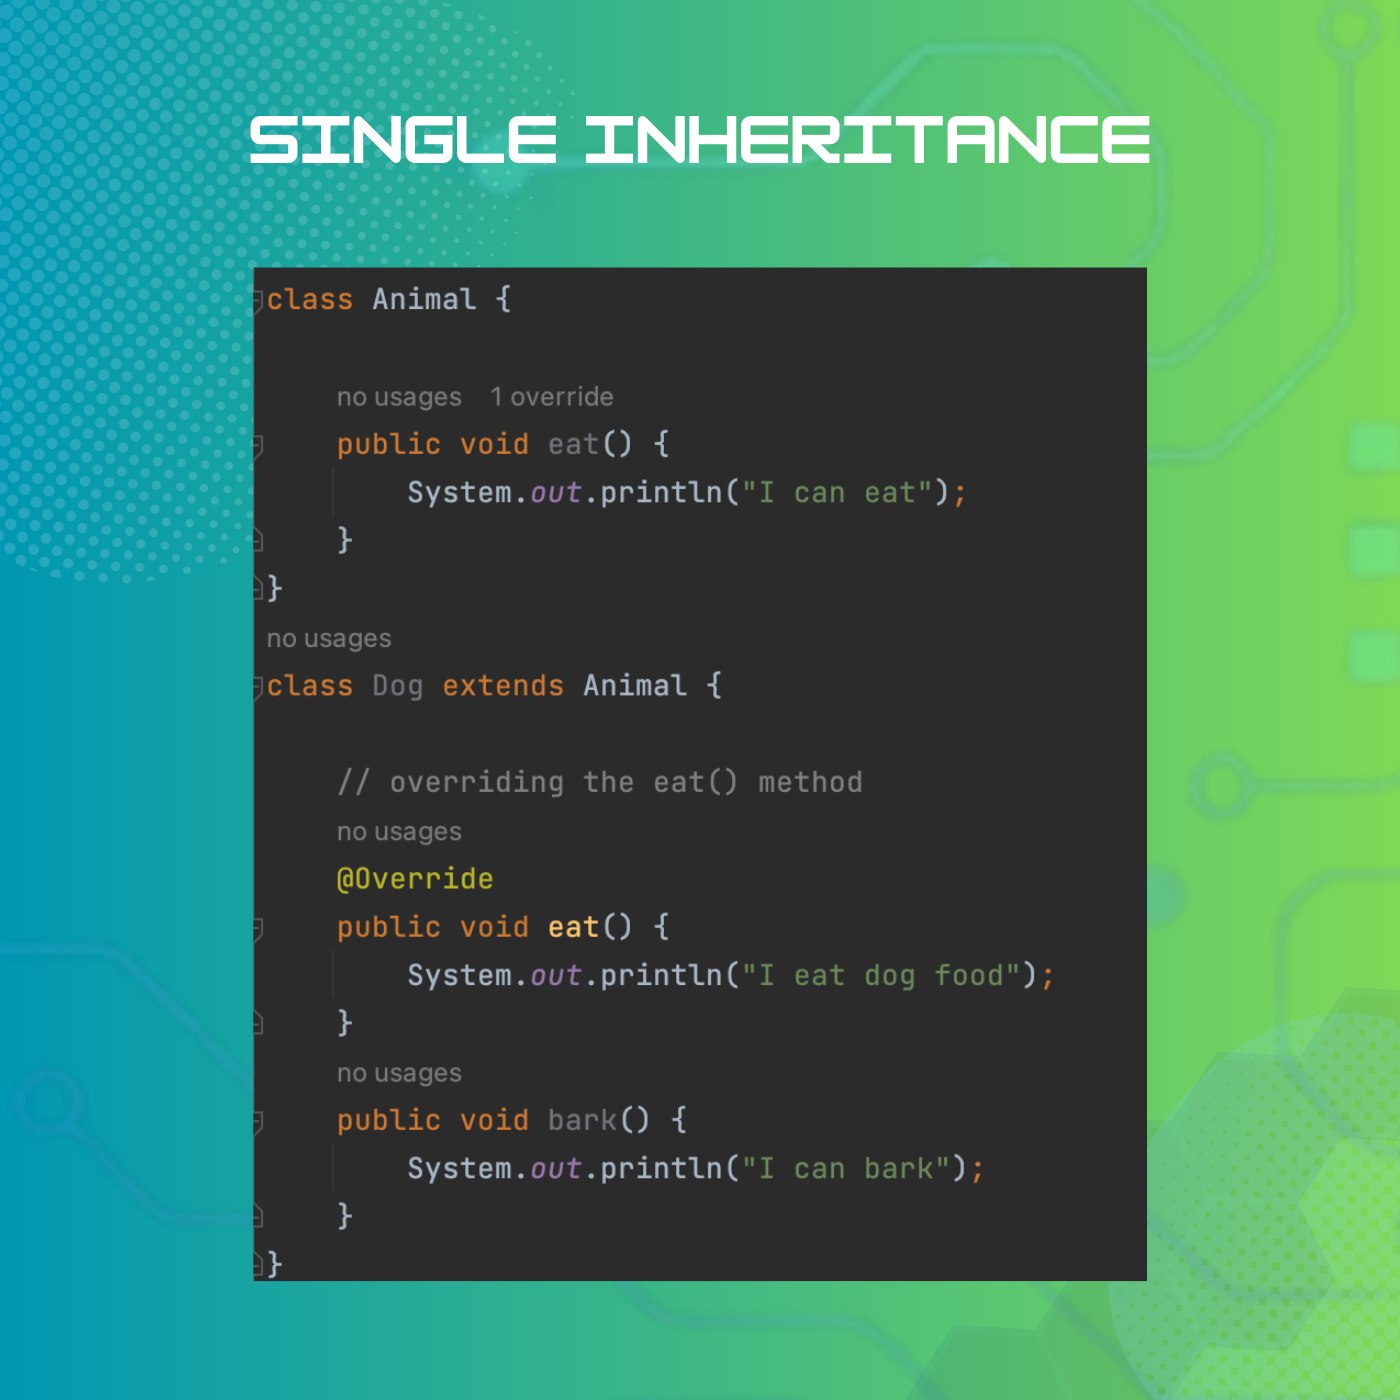 SINGLE INHERITANCE
class Animal {
no usages 1 override
public void eat() {
System.out.println("I can eat");
}
}
no usages
class Dog extends Animal {
// overriding the eat() method
no usages
@Override
public void eat() {
System.out.println("I eat dog food");
}
no usages
public void bark() {
System.out.println("I can bark");
}
}